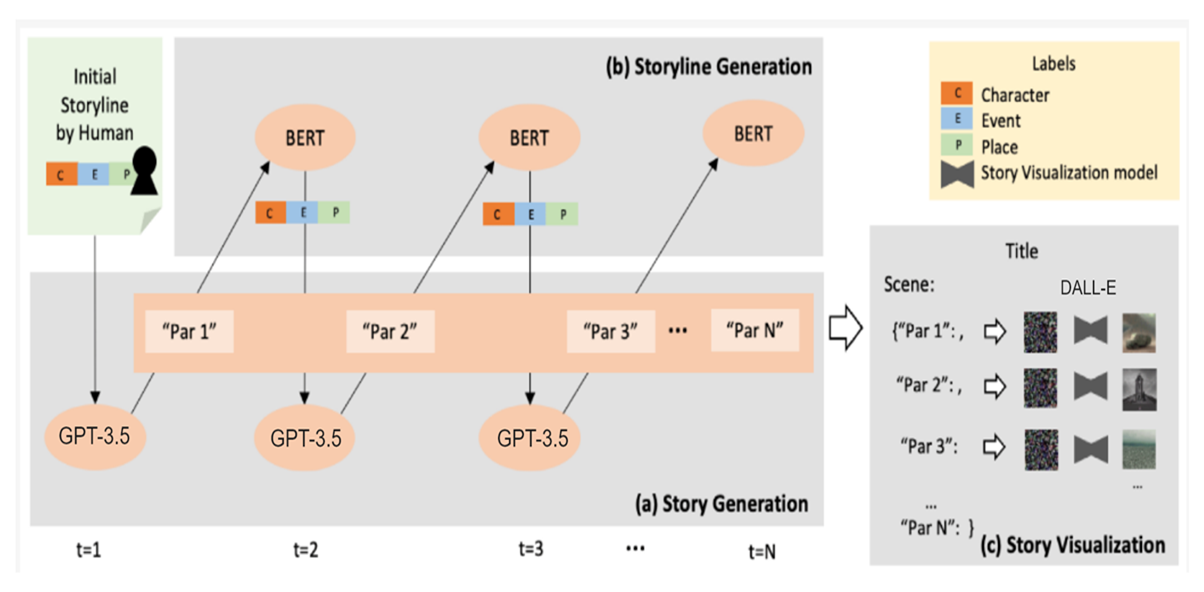 Initial
Storyline
by Human
C E P
(b) Storyline Generation
BERT
BERT
BERT
C E P
C E P
Labels
C Character
E Event
P Place
Story Visualization model
"Par 1"
"Par 2"
"Par 3"
...
"Par N"
GPT-3.5
GPT-3.5
GPT-3.5
(a) Story Generation
t=1
t=2
t=3
...
t=N
Title
Scene:
DALL-E
{"Par 1": ,
"Par 2": ,
"Par 3":
...
...
"Par N": }
(c) Story Visualization